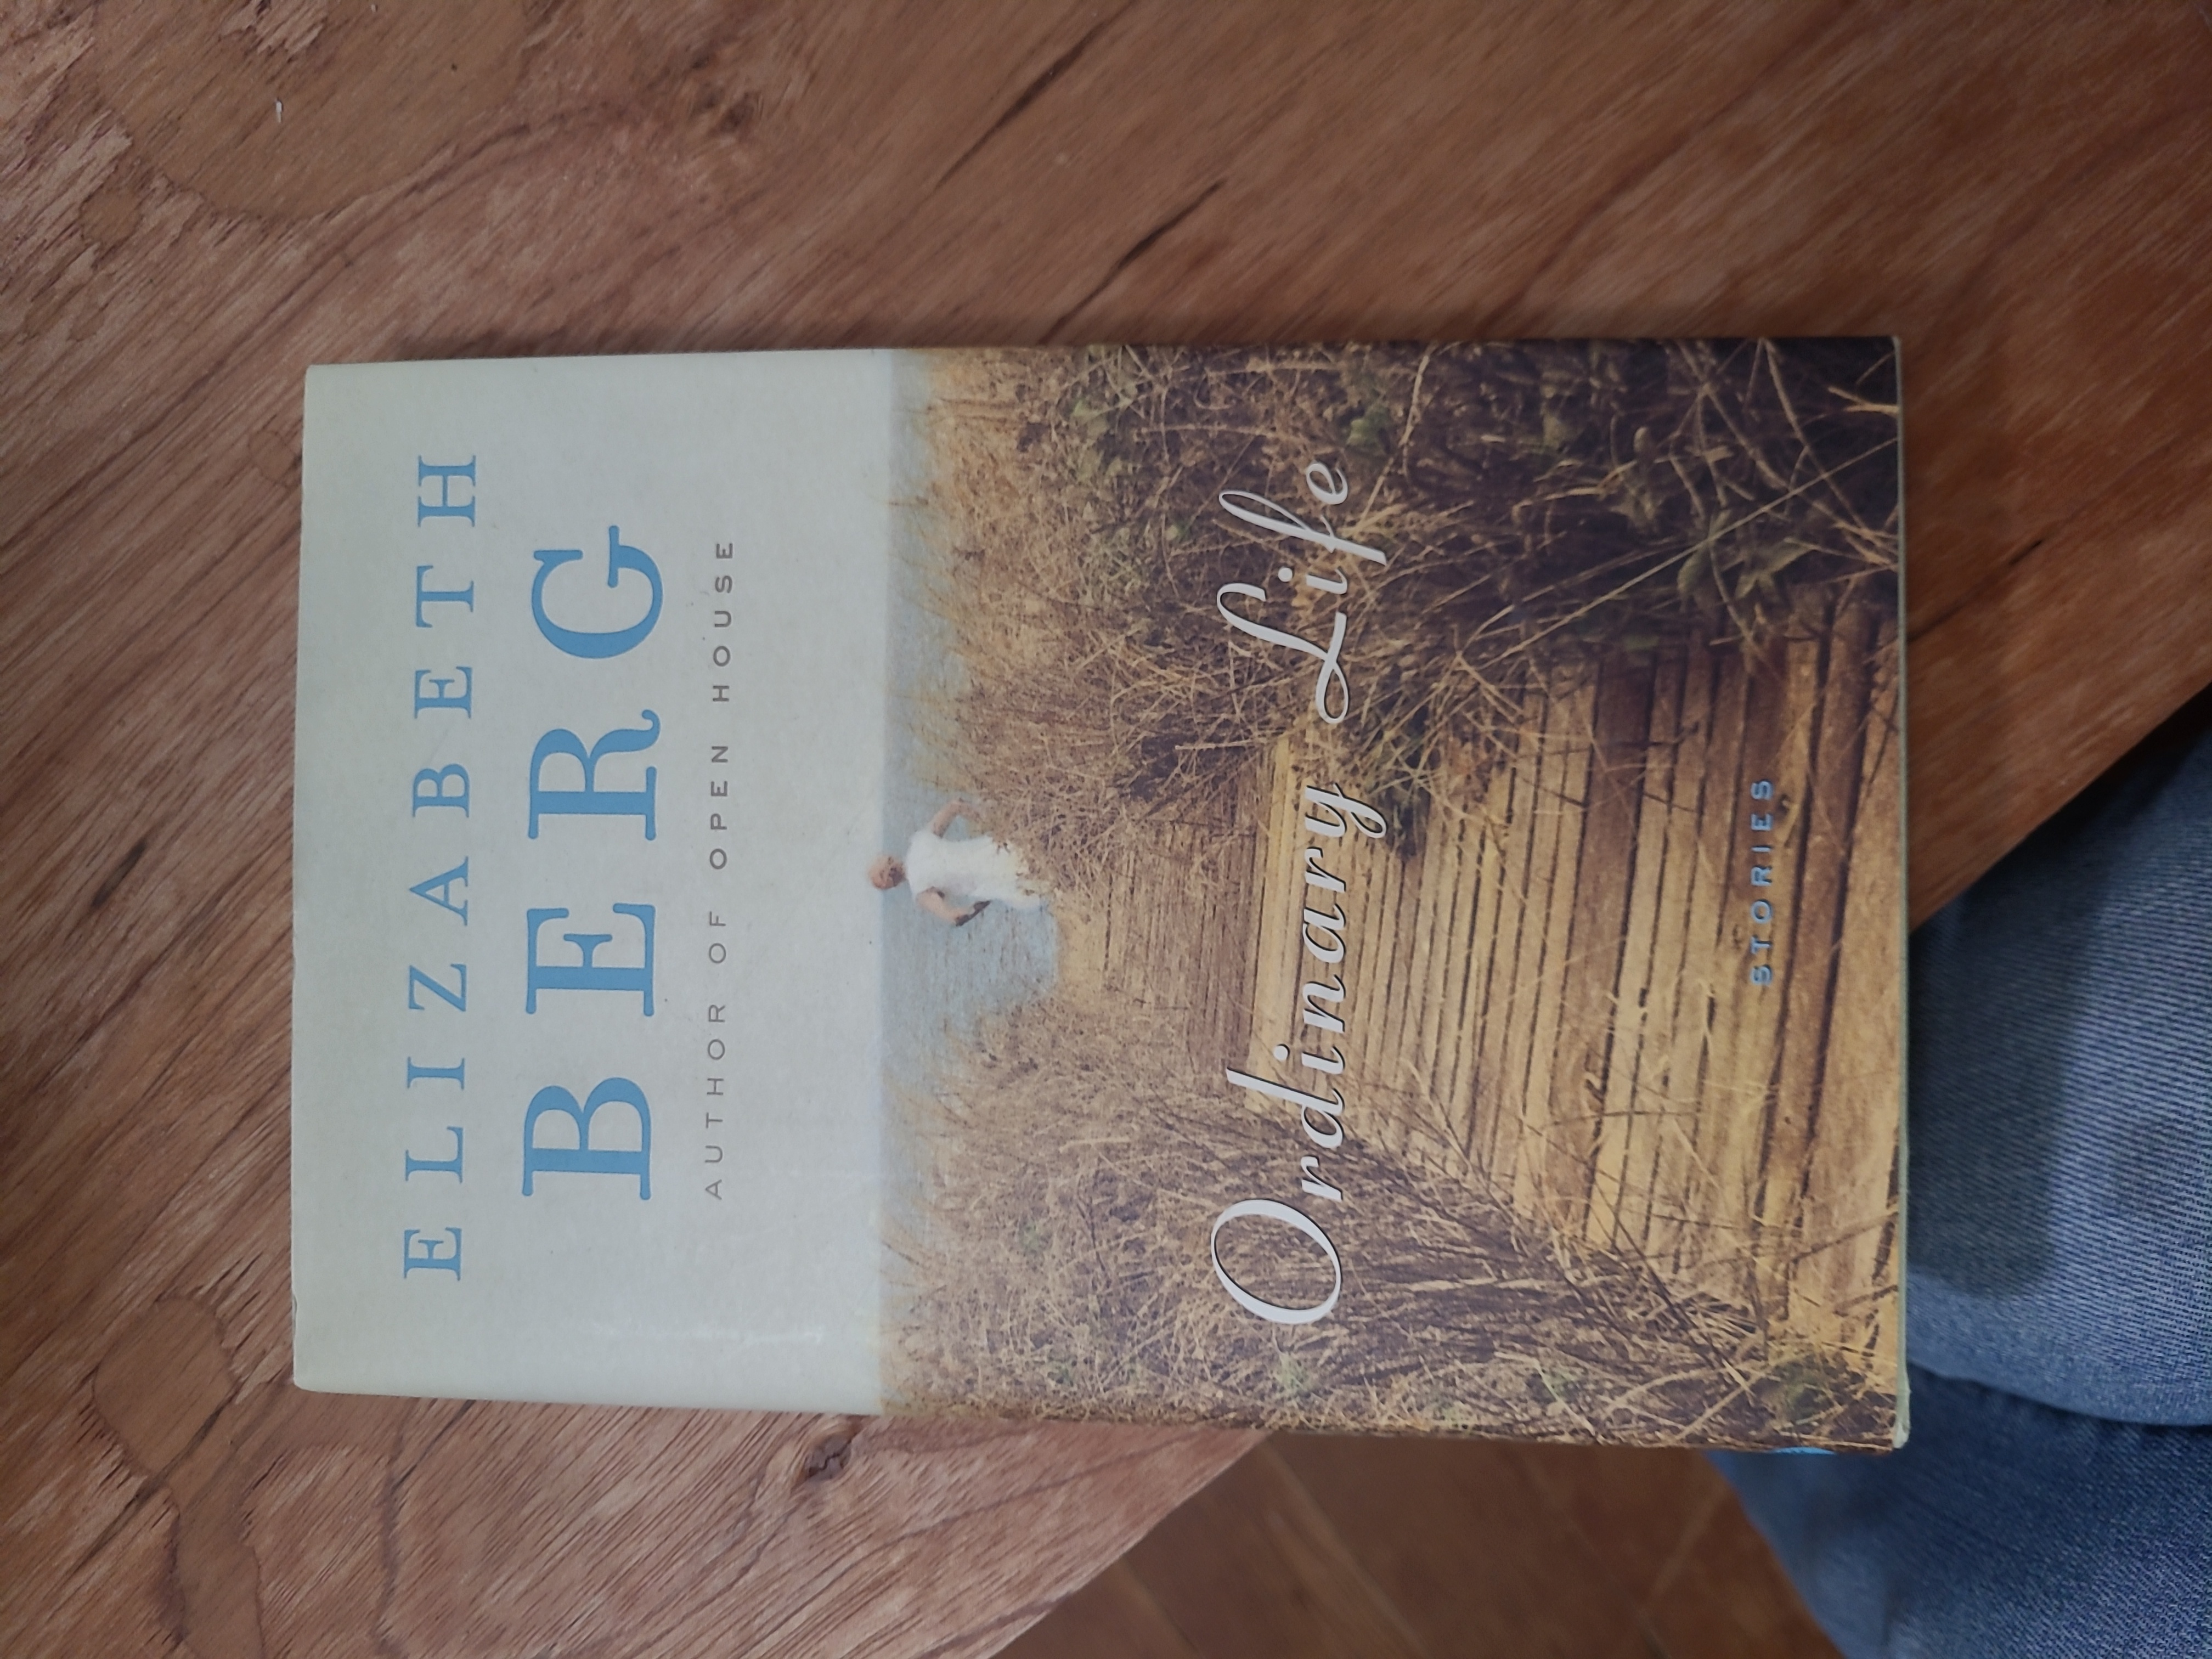 ELIZABETH
BERG
AUTHOR OF OPEN HOUSE
Ordinary Life
STORIES